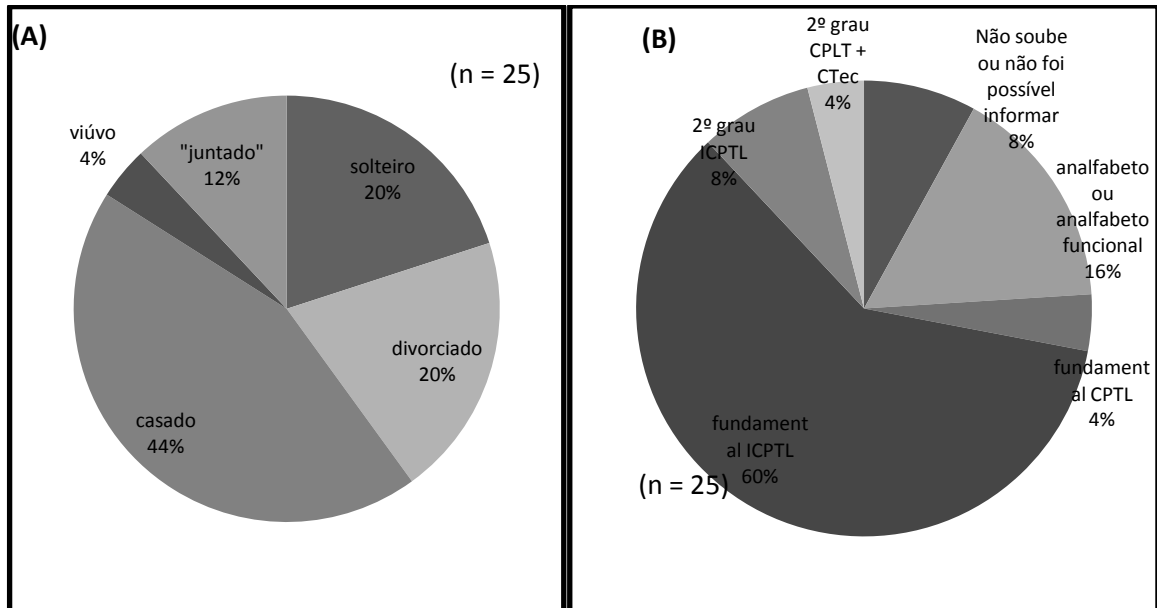 (A)
(n = 25)
viúvo
4%
"juntado"
12%
solteiro
20%
divorciado
20%
casado
44%
(B)
2º grau
CPLT +
CTec
4%
Não soube
ou não foi
possível
informar
8%
2º grau
ICPTL
8%
analfabeto
ou
analfabeto
funcional
16%
fundament
al CPTL
4%
fundament
al ICPTL
60%
(n = 25)